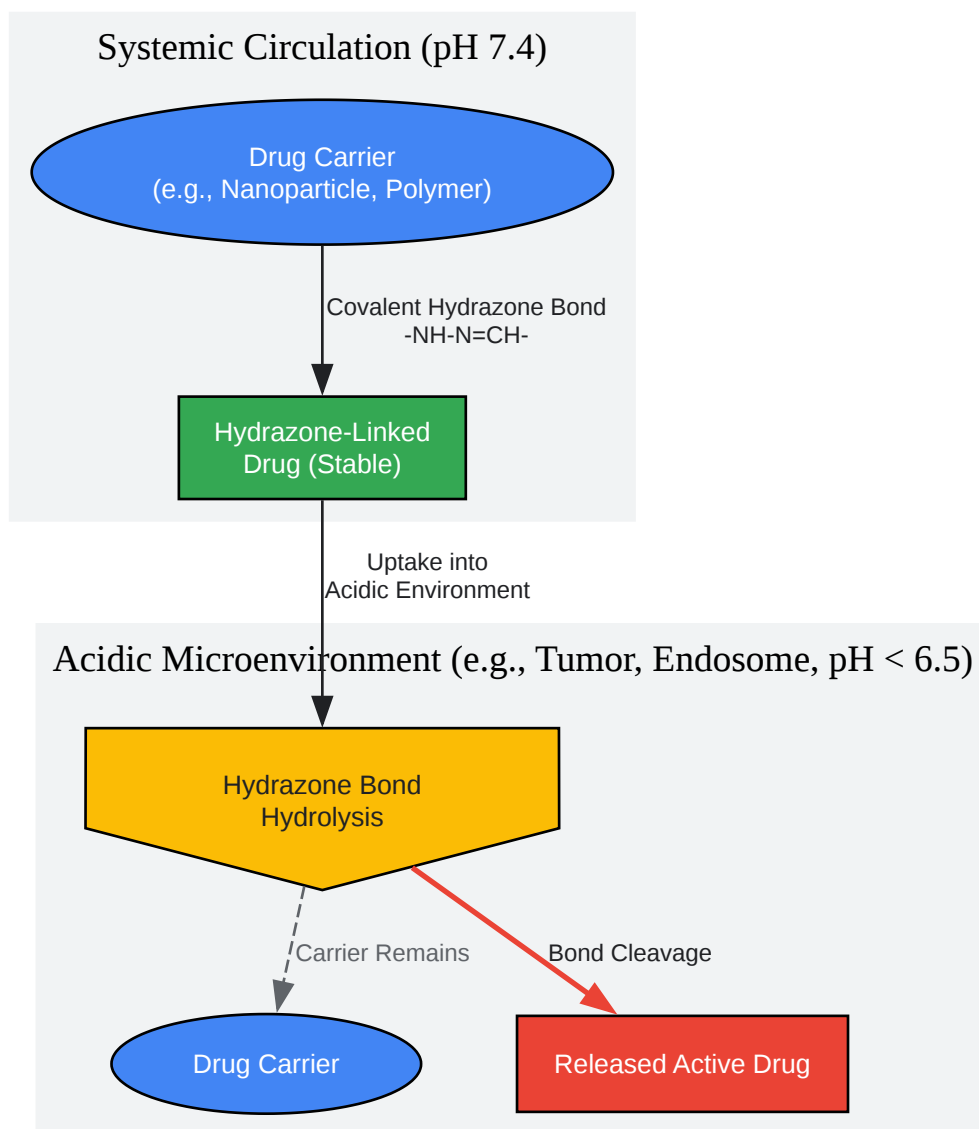 Systemic Circulation (pH 7.4)
Drug Carrier
(e.g., Nanoparticle, Polymer)
Covalent Hydrazone Bond
-NH-N=CH-
Hydrazone-Linked
Drug (Stable)
Uptake into
Acidic Environment
Acidic Microenvironment (e.g., Tumor, Endosome, pH < 6.5)
Hydrazone Bond
Hydrolysis
Carrier Remains
Bond Cleavage
Drug Carrier
Released Active Drug